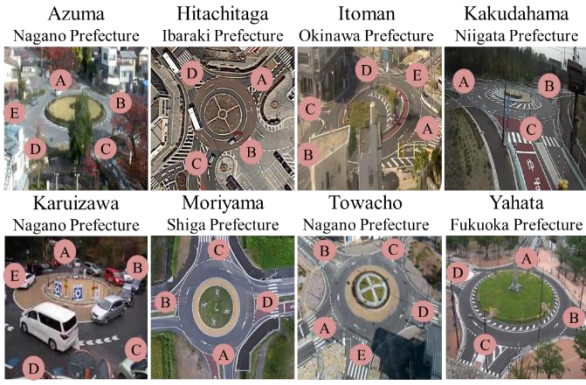 Azuma
Nagano Prefecture
Hitachitaga
Ibaraki Prefecture
Itoman
Okinawa Prefecture
Kakudahama
Niigata Prefecture
A
B
E
D
C
D
A
C
B
D
E
C
A
B
A
B
C
Karuizawa
Nagano Prefecture
Moriyama
Shiga Prefecture
Towacho
Nagano Prefecture
Yahata
Fukuoka Prefecture
A
E
B
D
C
C
B
D
A
B
C
D
A
E
A
D
B
C